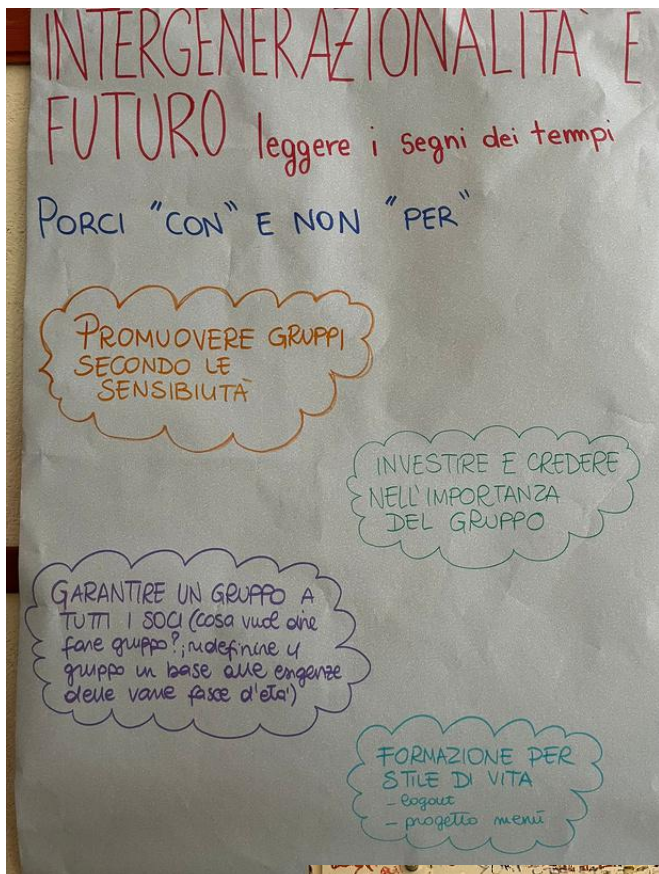 INTERGENERAZIONALITÀ E
FUTURO leggere i segni dei tempi
PORCI "CON" E NON "PER"
PROMUOVERE GRUPPI
SECONDO LE
SENSIBILITÀ
INVESTIRE E CREDERE
NELL'IMPORTANZA
DEL GRUPPO
GARANTIRE UN GRUPPO A
TUTTI I SOCI (cosa vuol dire
fare gruppo?; ridefinire il
gruppo in base alle esigenze
delle varie fasce d'età)
FORMAZIONE PER
STILE DI VITA
- logout
- progetto menù